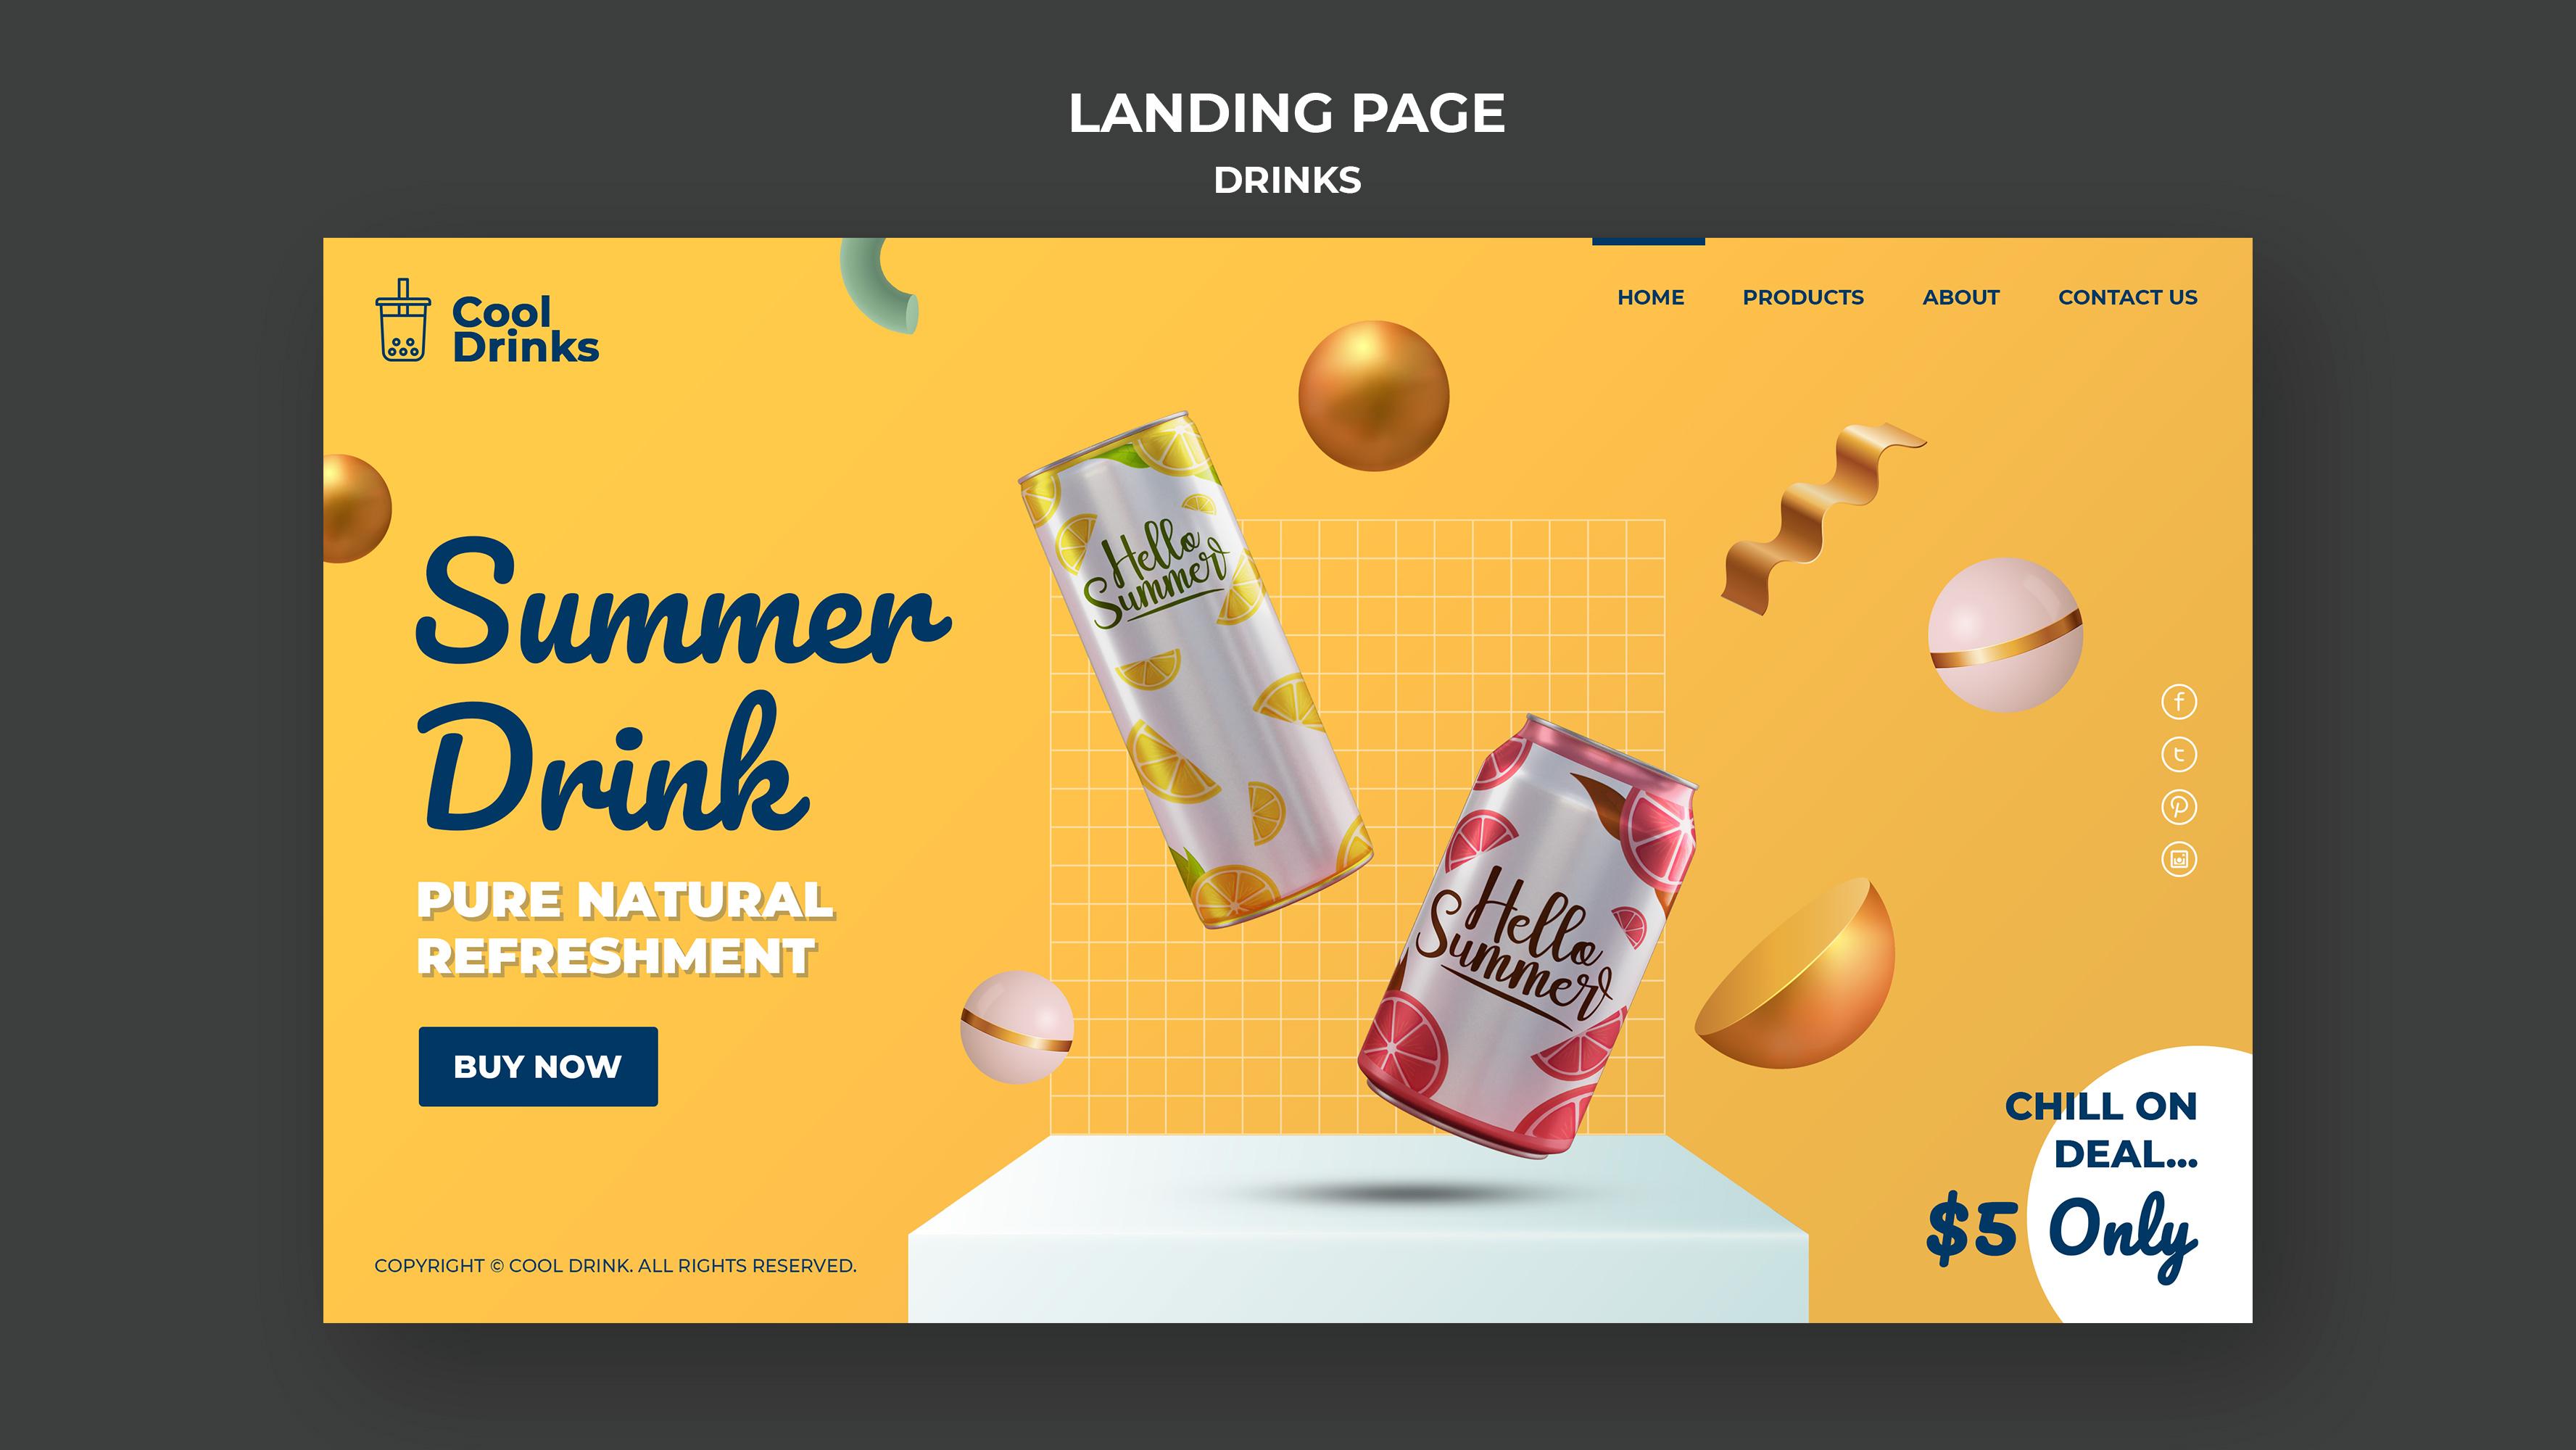 LANDING PAGE
DRINKS
Cool
Drinks
HOME PRODUCTS ABOUT CONTACT US
Summer
Drink
PURE NATURAL
REFRESHMENT
BUY NOW
Hello
Summer
Hello
Summer
CHILL ON
DEAL...
$5 Only
COPYRIGHT © COOL DRINK. ALL RIGHTS RESERVED.